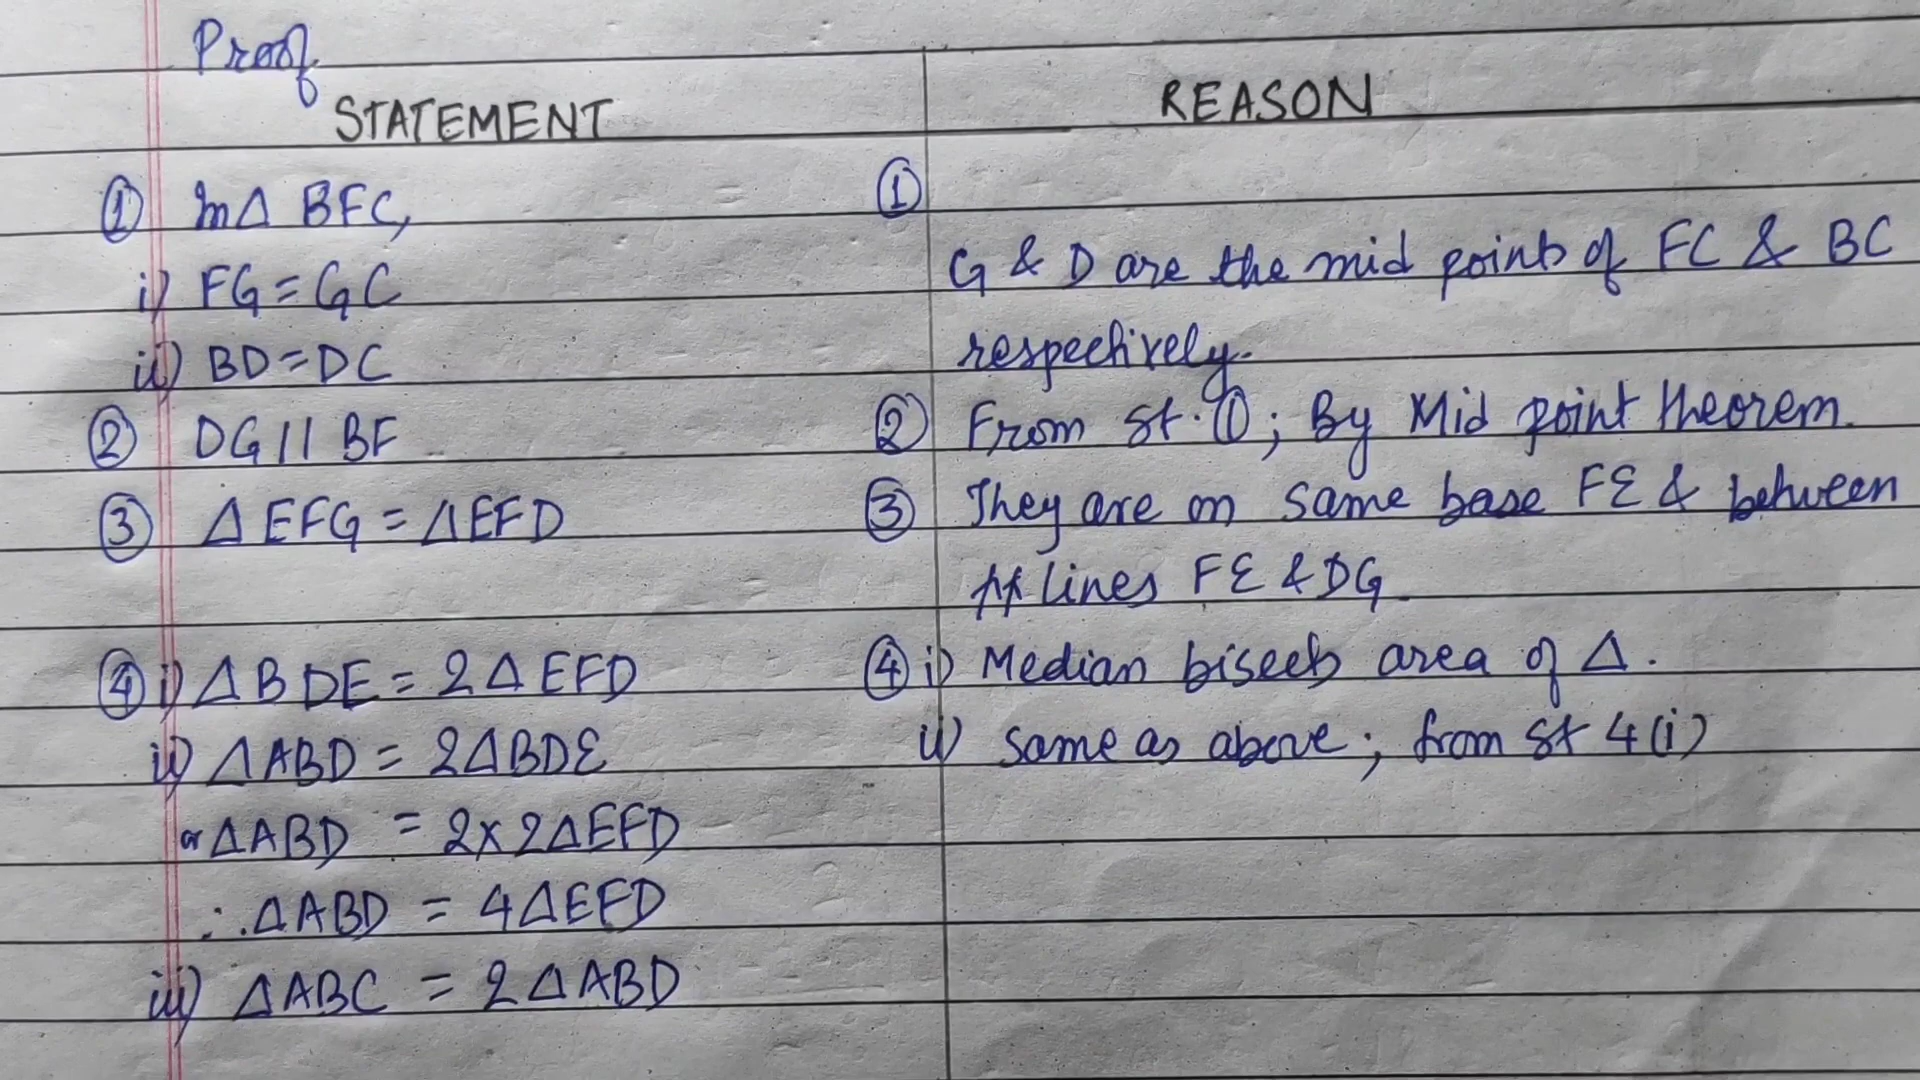 Proof
STATEMENT
REASON
① In Δ BFC,
①
i) FG = GC
G & D are the mid points of FC & BC
ii) BD = DC
respectively.
② DG || BF
② From St. ①; By Mid point theorem.
③ Δ EFG = Δ EFD
③ They are on same base FE & between
lines FE & DG
④ i) Δ BDE = 2 Δ EFD
④ i) Median bisects area of Δ.
ii) Δ ABD = 2 Δ BDE
ii) Same as above; from St 4 (i)
or Δ ABD = 2 x 2 Δ EFD
∴ Δ ABD = 4 Δ EFD
iii) Δ ABC = 2 Δ ABD